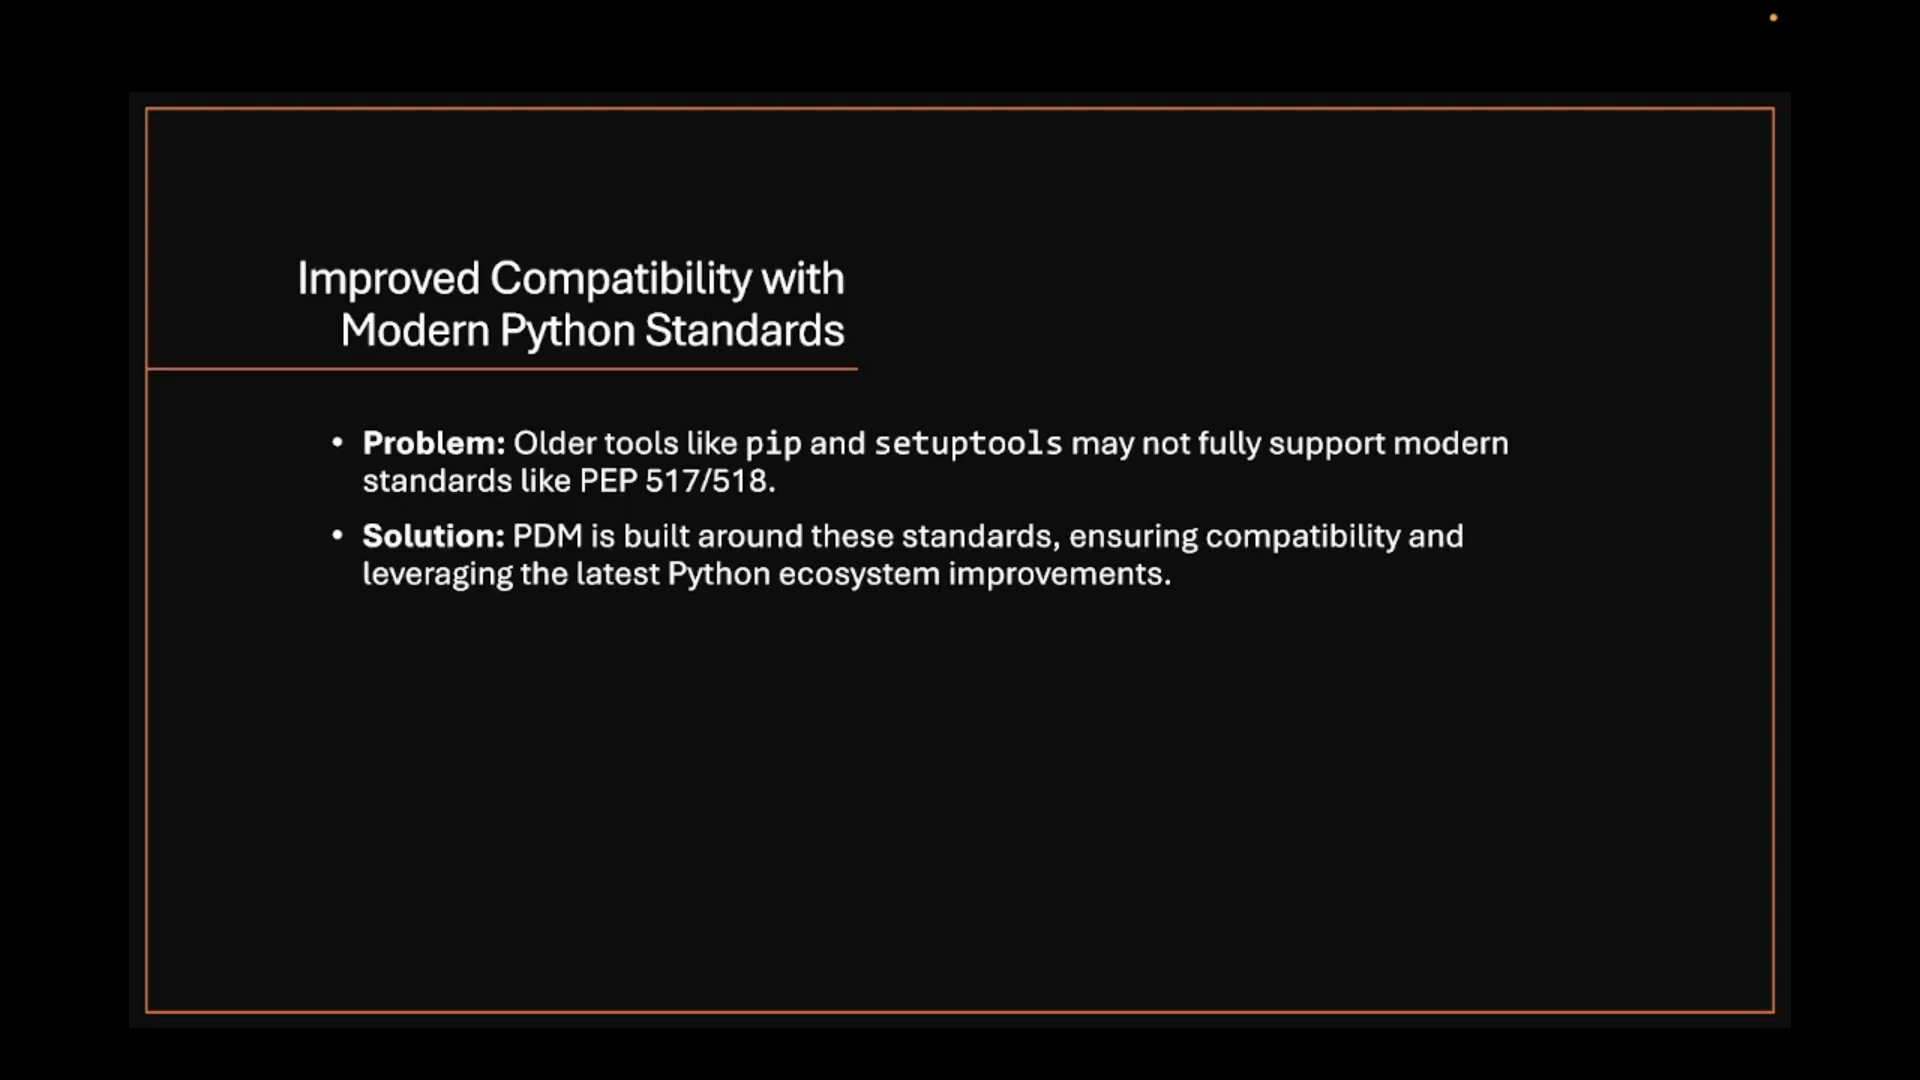 Improved Compatibility with
Modern Python Standards
• Problem: Older tools like pip and setuptools may not fully support modern
standards like PEP 517/518.
• Solution: PDM is built around these standards, ensuring compatibility and
leveraging the latest Python ecosystem improvements.